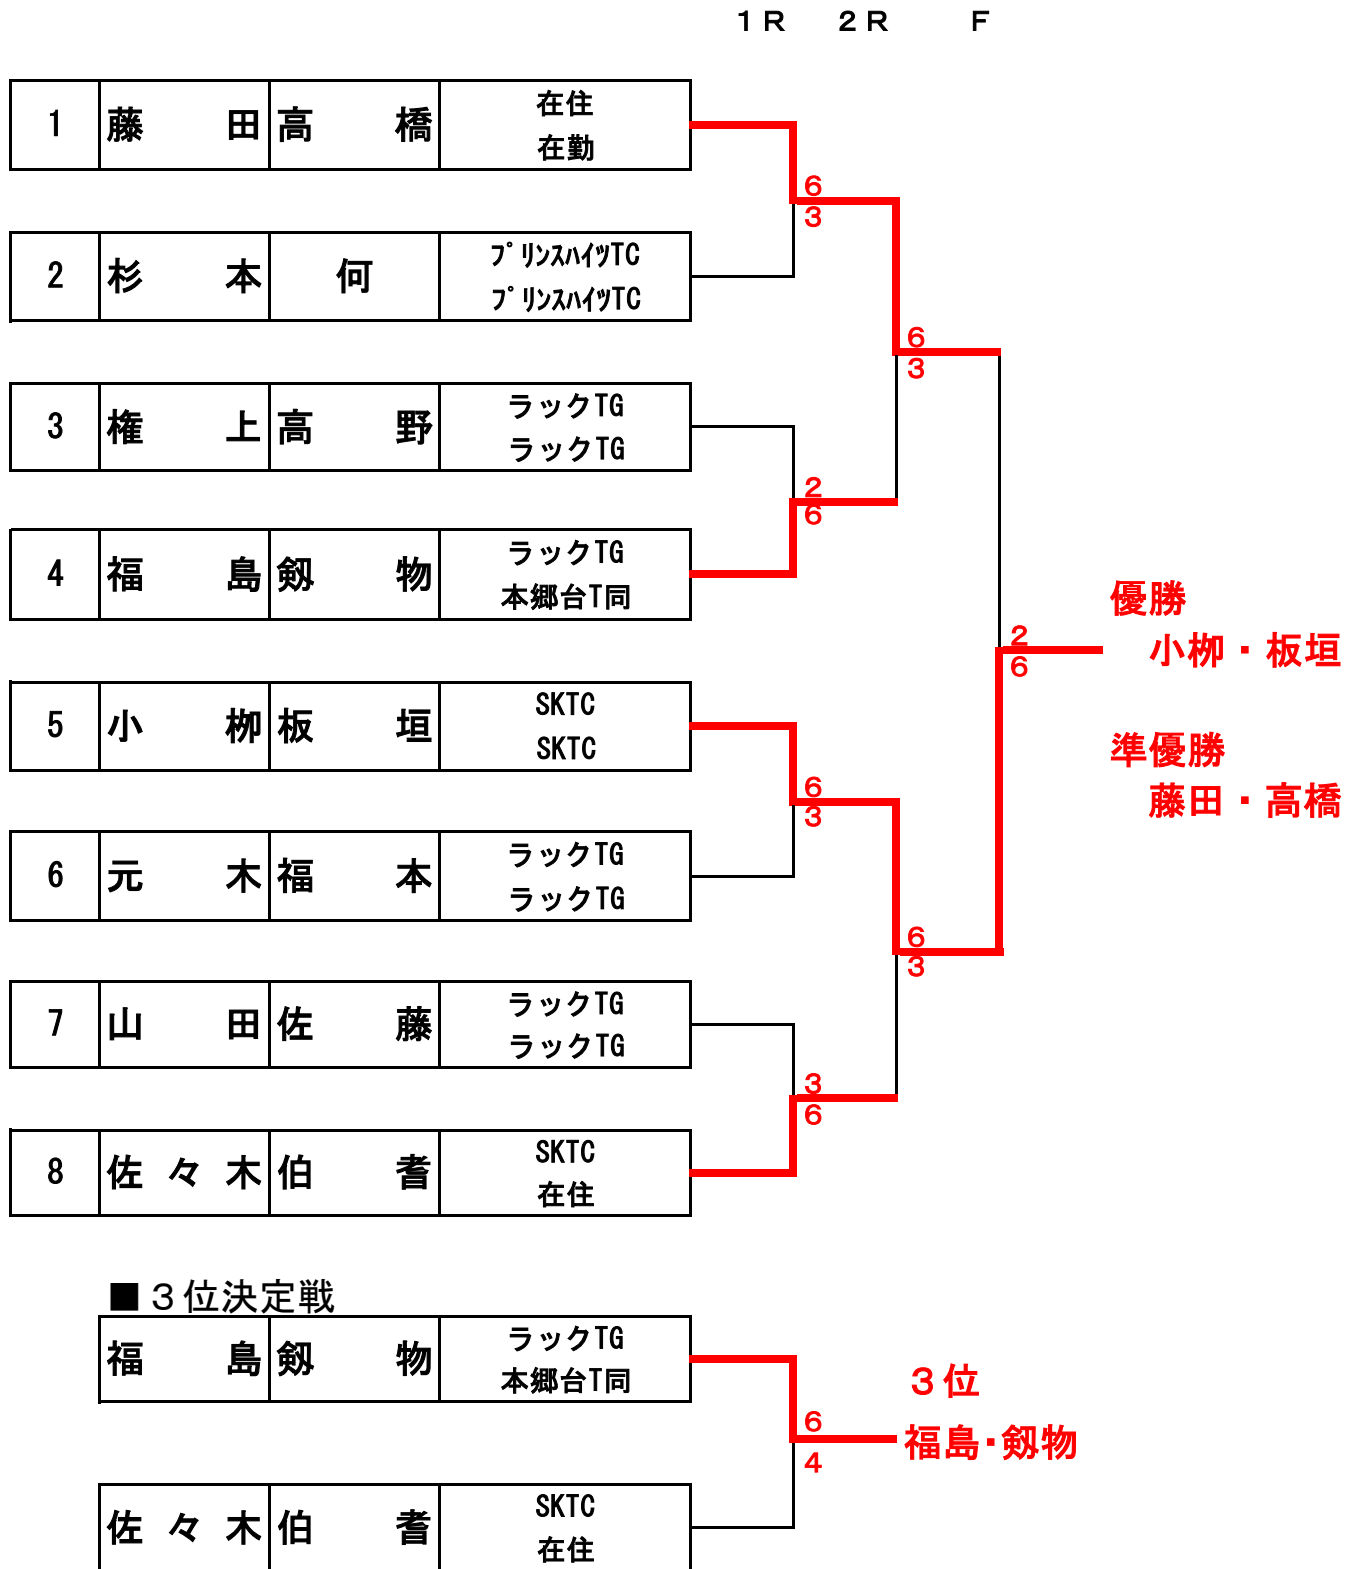 １Ｒ ２Ｒ Ｆ
1 藤田 高橋 在住
在勤
6
3
2 杉本 何 ﾌﾟﾘﾝｽﾊｲﾂTC
ﾌﾟﾘﾝｽﾊｲﾂTC
6
3
3 権上 高野 ラックTG
ラックTG
2
6
4 福島 剱物 ラックTG
本郷台T同
優勝
小栁・板垣
2
6
5 小栁 板垣 SKTC
SKTC
準優勝
藤田・高橋
6
3
6 元木 福本 ラックTG
ラックTG
6
3
7 山田 佐藤 ラックTG
ラックTG
3
6
8 佐々木 伯耆 SKTC
在住
■３位決定戦
福島 剱物 ラックTG
本郷台T同
３位
6
4
福島・剱物
佐々木 伯耆 SKTC
在住